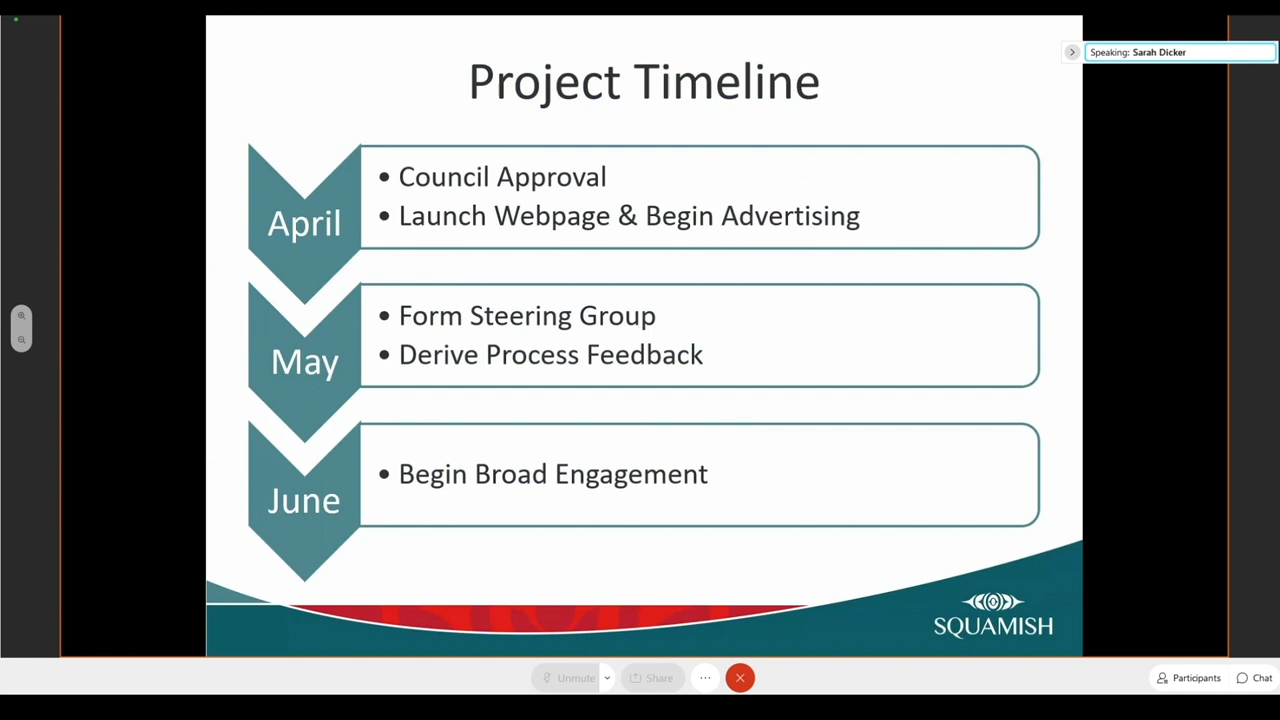 Speaking: Sarah Dicker
Project Timeline
April
• Council Approval
• Launch Webpage & Begin Advertising
May
• Form Steering Group
• Derive Process Feedback
June
• Begin Broad Engagement
SQUAMISH
Unmute
Share
Participants
Chat